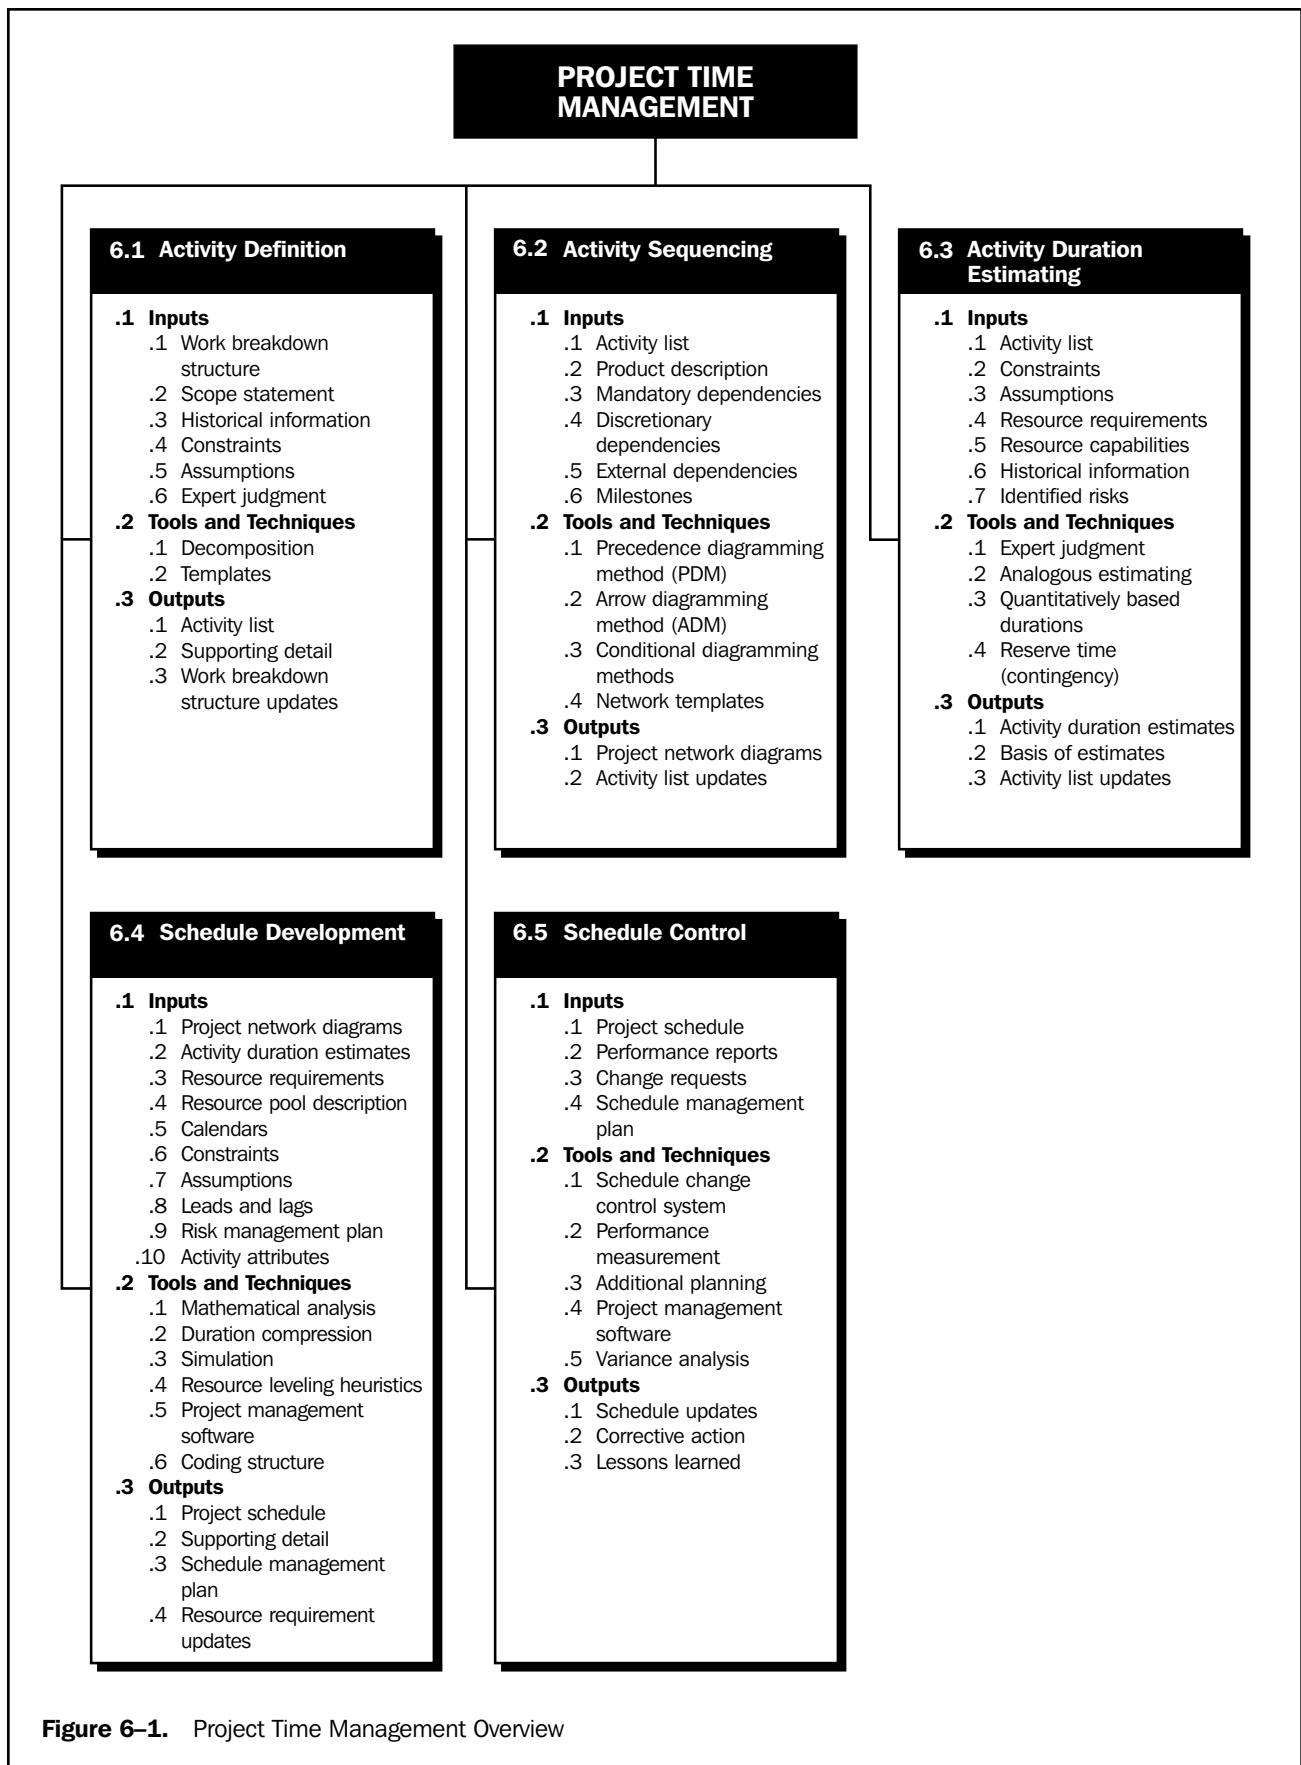 PROJECT TIME
MANAGEMENT
6.1 Activity Definition
.1 Inputs
.1 Work breakdown
structure
.2 Scope statement
.3 Historical information
.4 Constraints
.5 Assumptions
.6 Expert judgment
.2 Tools and Techniques
.1 Decomposition
.2 Templates
.3 Outputs
.1 Activity list
.2 Supporting detail
.3 Work breakdown
structure updates
6.2 Activity Sequencing
.1 Inputs
.1 Activity list
.2 Product description
.3 Mandatory dependencies
.4 Discretionary
dependencies
.5 External dependencies
.6 Milestones
.2 Tools and Techniques
.1 Precedence diagramming
method (PDM)
.2 Arrow diagramming
method (ADM)
.3 Conditional diagramming
methods
.4 Network templates
.3 Outputs
.1 Project network diagrams
.2 Activity list updates
6.3 Activity Duration
Estimating
.1 Inputs
.1 Activity list
.2 Constraints
.3 Assumptions
.4 Resource requirements
.5 Resource capabilities
.6 Historical information
.7 Identified risks
.2 Tools and Techniques
.1 Expert judgment
.2 Analogous estimating
.3 Quantitatively based
durations
.4 Reserve time
(contingency)
.3 Outputs
.1 Activity duration estimates
.2 Basis of estimates
.3 Activity list updates
6.4 Schedule Development
.1 Inputs
.1 Project network diagrams
.2 Activity duration estimates
.3 Resource requirements
.4 Resource pool description
.5 Calendars
.6 Constraints
.7 Assumptions
.8 Leads and lags
.9 Risk management plan
.10 Activity attributes
.2 Tools and Techniques
.1 Mathematical analysis
.2 Duration compression
.3 Simulation
.4 Resource leveling heuristics
.5 Project management
software
.6 Coding structure
.3 Outputs
.1 Project schedule
.2 Supporting detail
.3 Schedule management
plan
.4 Resource requirement
updates
6.5 Schedule Control
.1 Inputs
.1 Project schedule
.2 Performance reports
.3 Change requests
.4 Schedule management
plan
.2 Tools and Techniques
.1 Schedule change
control system
.2 Performance
measurement
.3 Additional planning
.4 Project management
software
.5 Variance analysis
.3 Outputs
.1 Schedule updates
.2 Corrective action
.3 Lessons learned
Figure 6–1. Project Time Management Overview